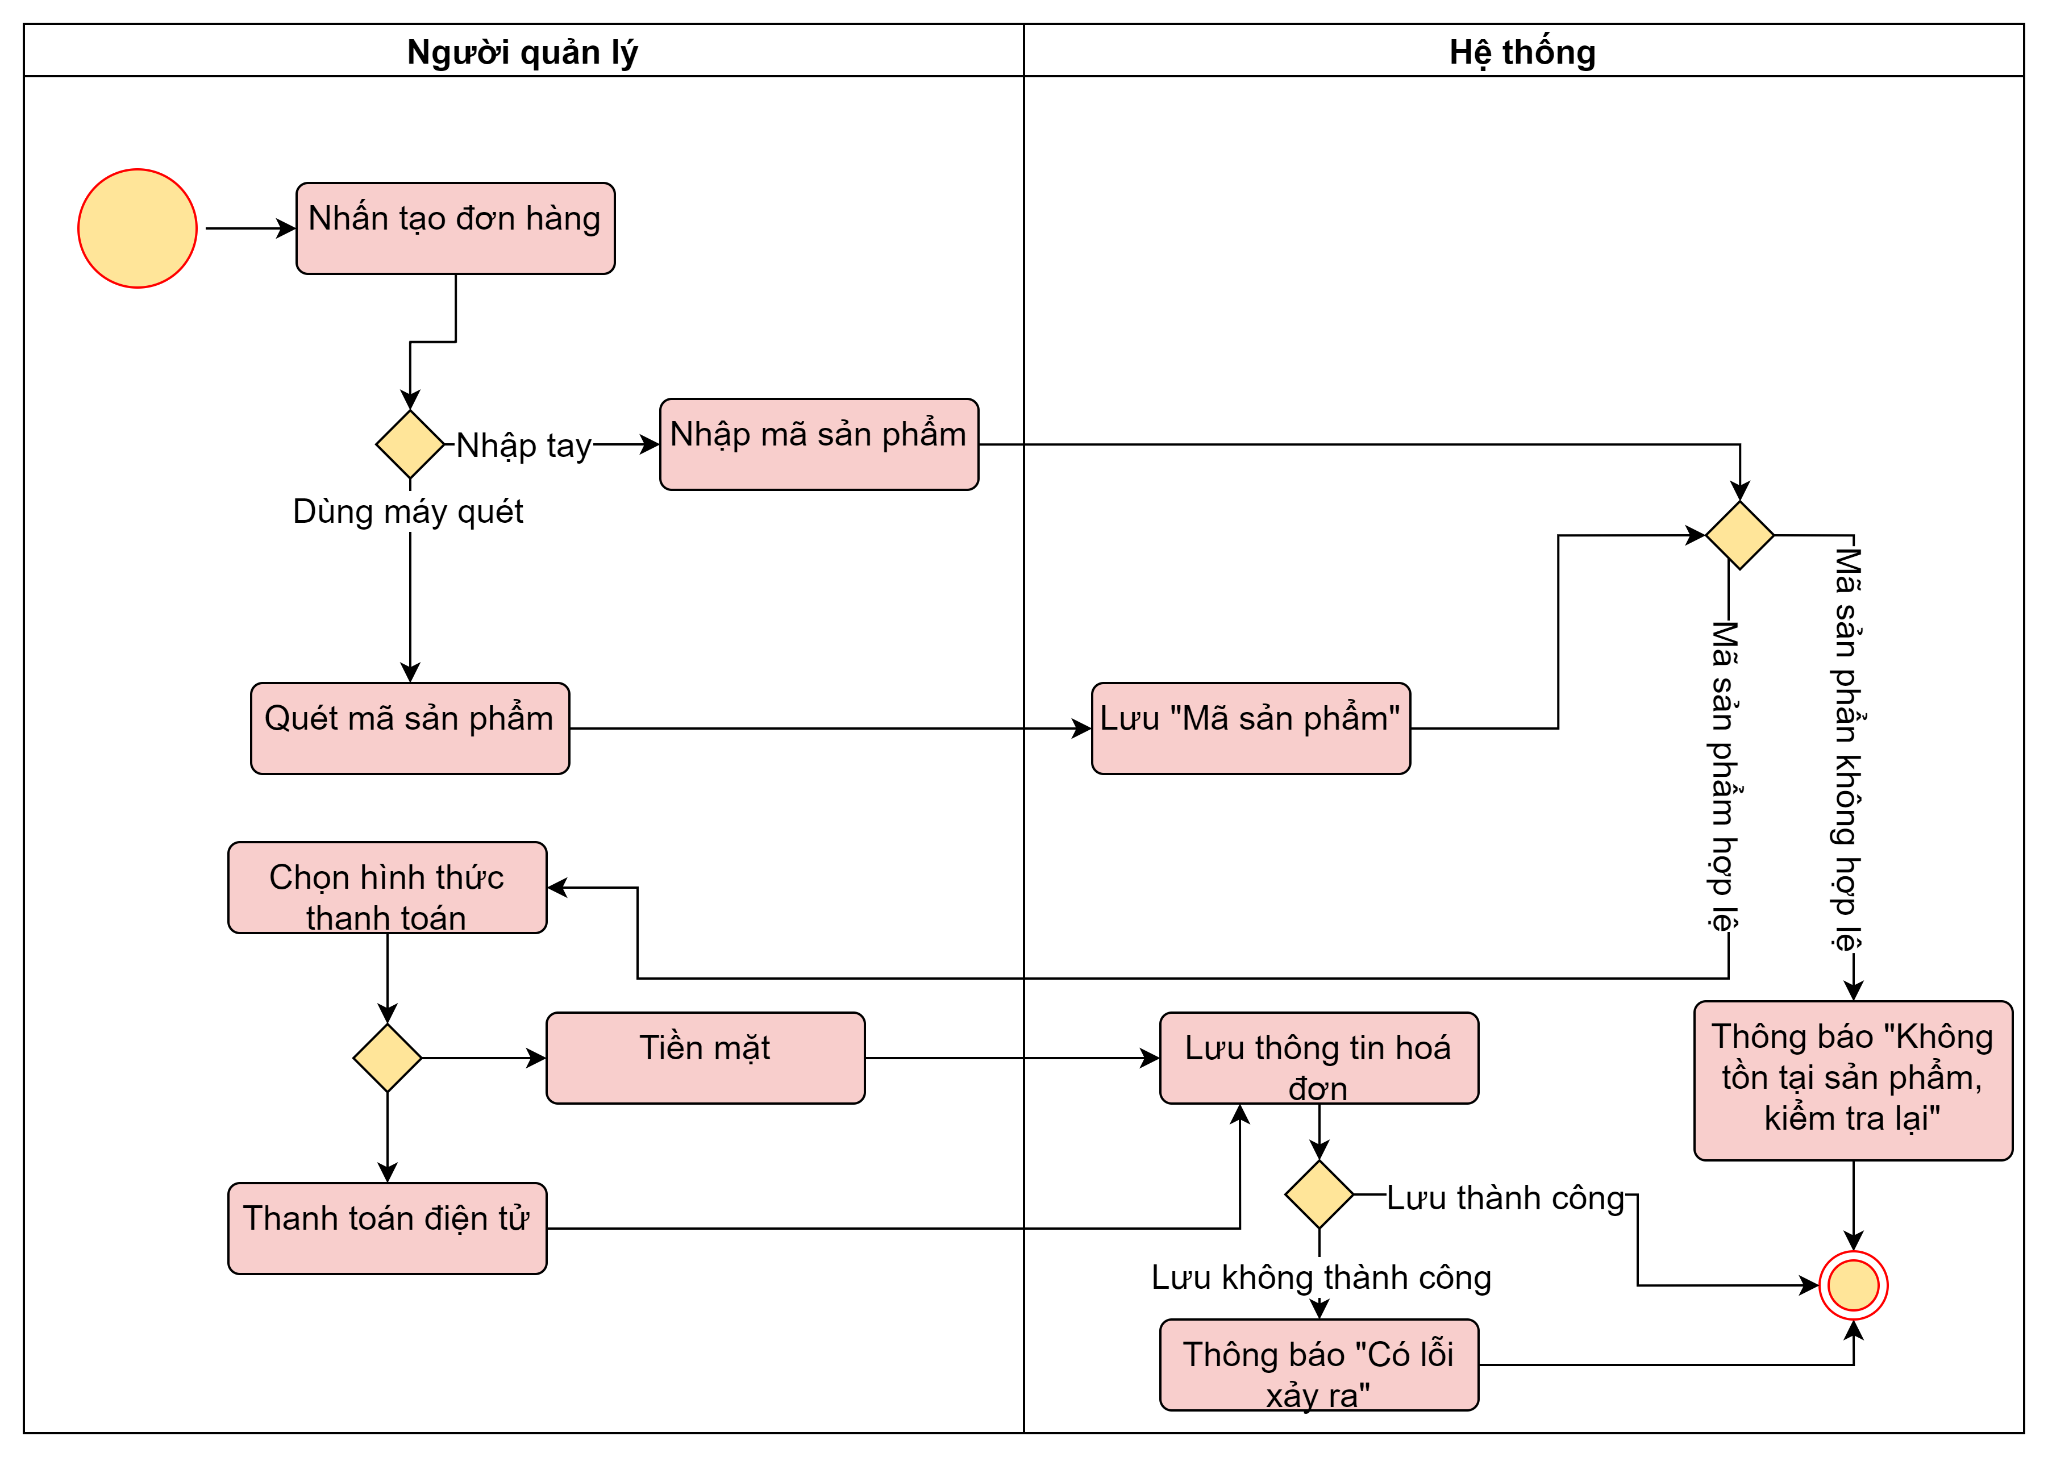 Người quản lý
Hệ thống
Nhấn tạo đơn hàng
Nhập tay
Nhập mã sản phẩm
Dùng máy quét
Quét mã sản phẩm
Lưu "Mã sản phẩm"
Mã sản phẩm hợp lệ
Mã sản phẩn không hợp lệ
Chọn hình thức
thanh toán
Tiền mặt
Lưu thông tin hoá
đơn
Thông báo "Không
tồn tại sản phẩm,
kiểm tra lại"
Thanh toán điện tử
Lưu thành công
Lưu không thành công
Thông báo "Có lỗi
xảy ra"